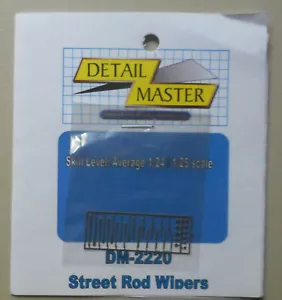 DETAIL
MASTER
Skill Level: Average 1:24 / 1:25 scale
DM-2220
Street Rod Wipers